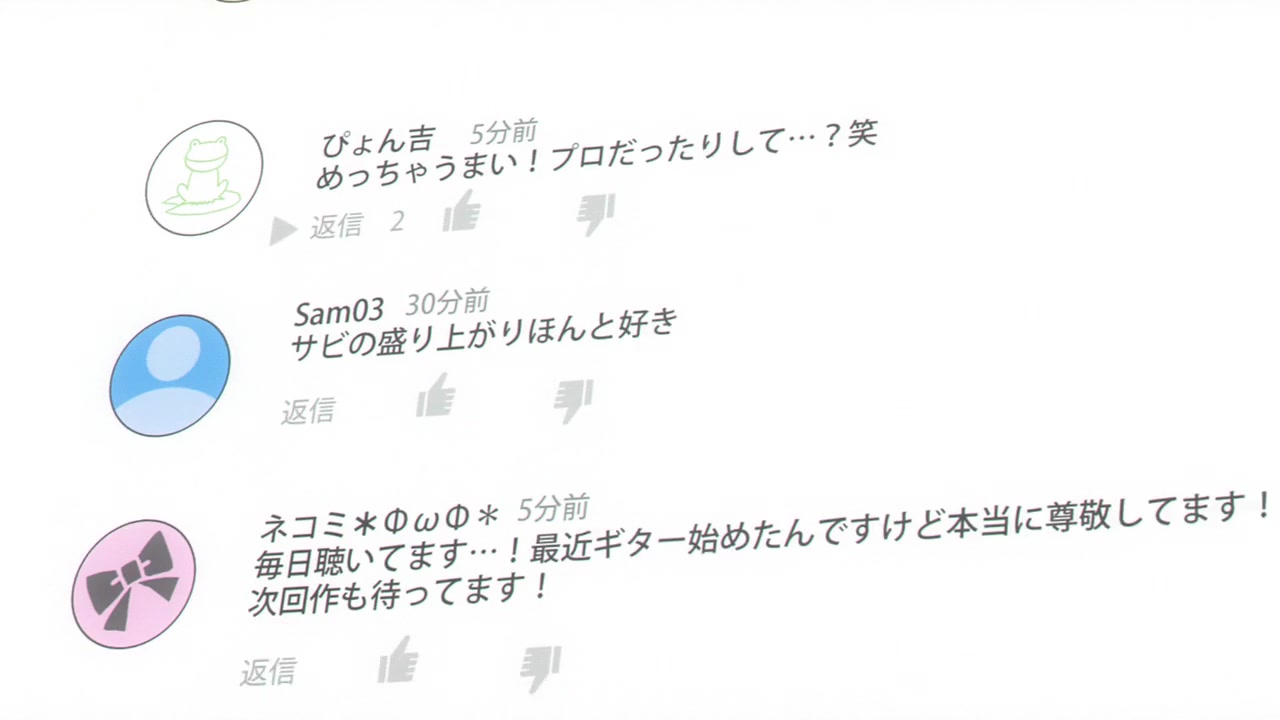 ぴょん吉 5分前
めっちゃうまい！プロだったりして…？笑
返信 2
Sam03 30分前
サビの盛り上がりほんと好き
返信
ネコミ＊ΦωΦ＊ 5分前
毎日聴いてます…！最近ギター始めたんですけど本当に尊敬してます！
次回作も待ってます！
返信